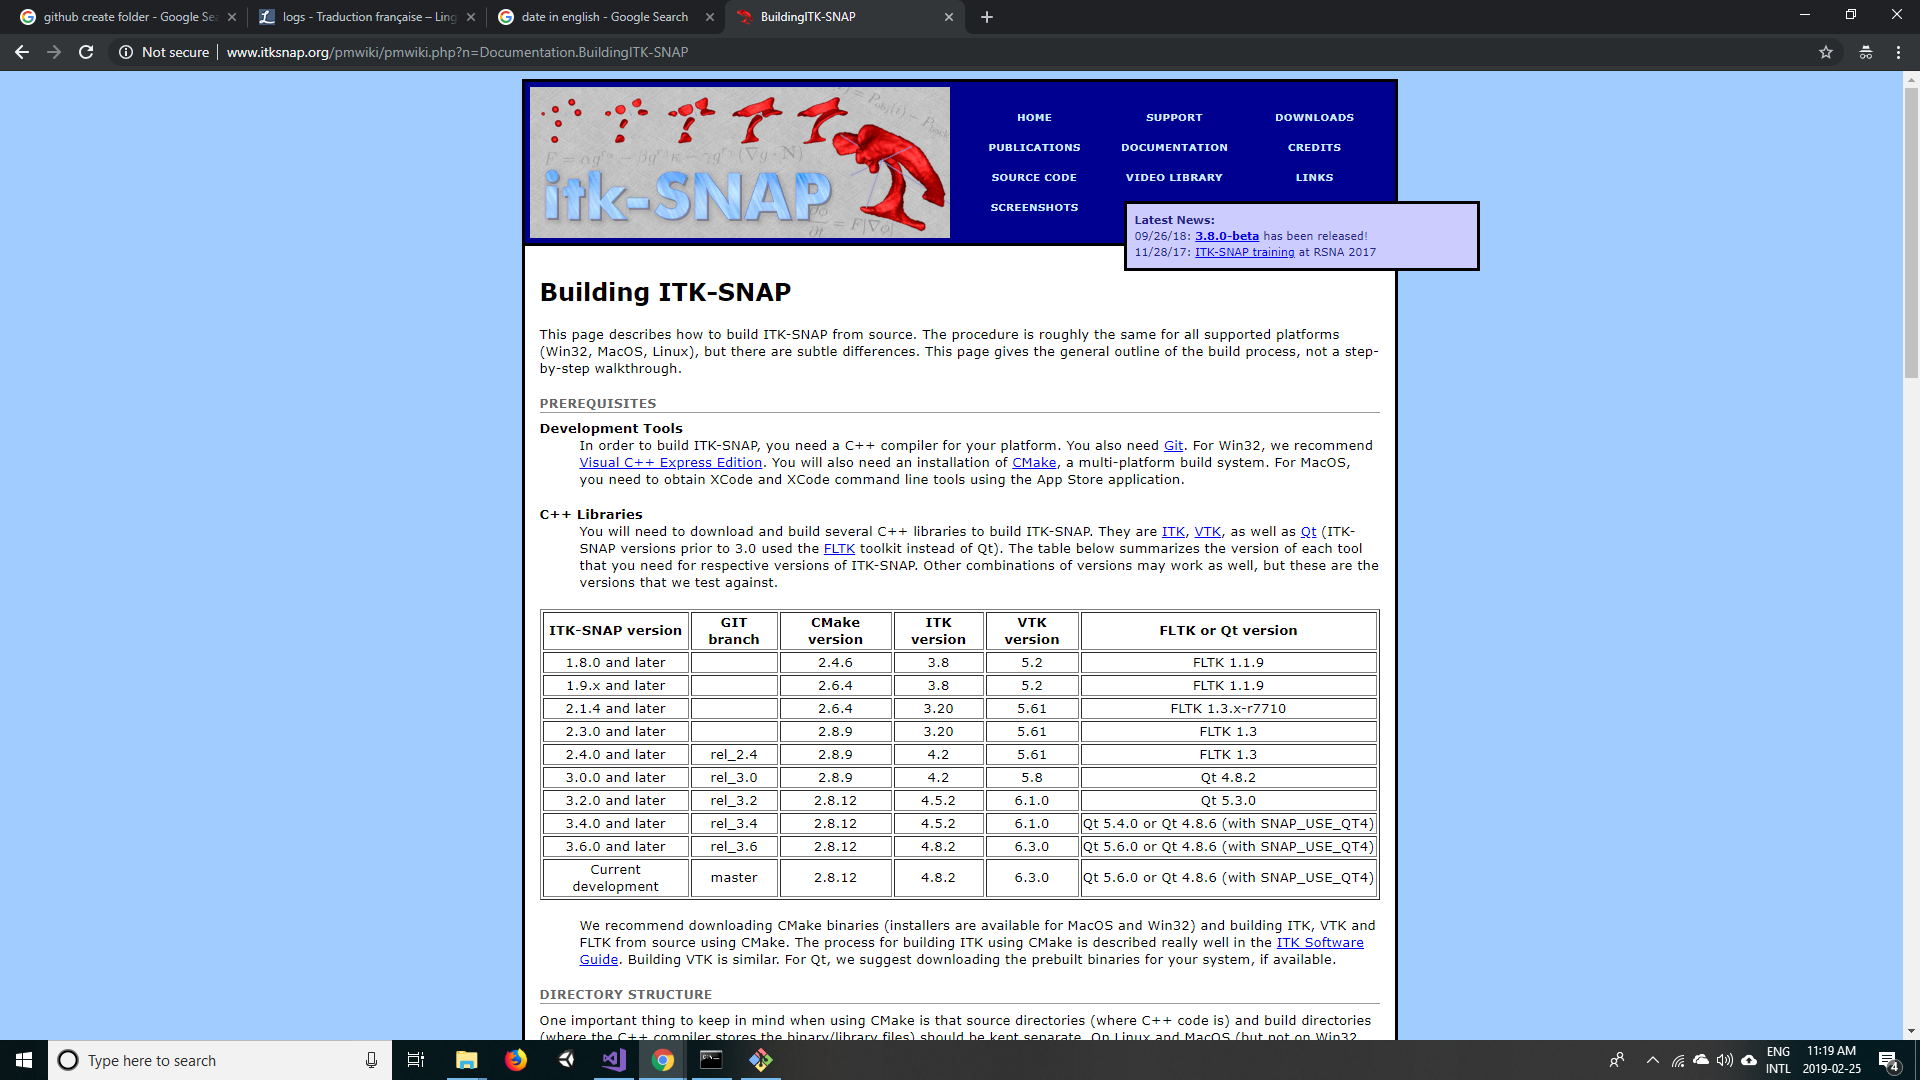 github create folder - Google Se
logs - Traduction française – Ling
date in english - Google Search
BuildingITK-SNAP
Not secure
www.itksnap.org/pmwiki/pmwiki.php?n=Documentation.BuildingITK-SNAP
itk-SNAP
HOME SUPPORT DOWNLOADS
PUBLICATIONS DOCUMENTATION CREDITS
SOURCE CODE VIDEO LIBRARY LINKS
SCREENSHOTS
Latest News:
09/26/18: 3.8.0-beta has been released!
11/28/17: ITK-SNAP training at RSNA 2017
Building ITK-SNAP
This page describes how to build ITK-SNAP from source. The procedure is roughly the same for all supported platforms
(Win32, MacOS, Linux), but there are subtle differences. This page gives the general outline of the build process, not a step-
by-step walkthrough.
PREREQUISITES
Development Tools
In order to build ITK-SNAP, you need a C++ compiler for your platform. You also need Git. For Win32, we recommend
Visual C++ Express Edition. You will also need an installation of CMake, a multi-platform build system. For MacOS,
you need to obtain XCode and XCode command line tools using the App Store application.
C++ Libraries
You will need to download and build several C++ libraries to build ITK-SNAP. They are ITK, VTK, as well as Qt (ITK-
SNAP versions prior to 3.0 used the FLTK toolkit instead of Qt). The table below summarizes the version of each tool
that you need for respective versions of ITK-SNAP. Other combinations of versions may work as well, but these are the
versions that we test against.
ITK-SNAP version GIT branch CMake version ITK version VTK version FLTK or Qt version
1.8.0 and later 2.4.6 3.8 5.2 FLTK 1.1.9
1.9.x and later 2.6.4 3.8 5.2 FLTK 1.1.9
2.1.4 and later 2.6.4 3.20 5.61 FLTK 1.3.x-r7710
2.3.0 and later 2.8.9 3.20 5.61 FLTK 1.3
2.4.0 and later rel_2.4 2.8.9 4.2 5.61 FLTK 1.3
3.0.0 and later rel_3.0 2.8.9 4.2 5.8 Qt 4.8.2
3.2.0 and later rel_3.2 2.8.12 4.5.2 6.1.0 Qt 5.3.0
3.4.0 and later rel_3.4 2.8.12 4.5.2 6.1.0 Qt 5.4.0 or Qt 4.8.6 (with SNAP_USE_QT4)
3.6.0 and later rel_3.6 2.8.12 4.8.2 6.3.0 Qt 5.6.0 or Qt 4.8.6 (with SNAP_USE_QT4)
Current development master 2.8.12 4.8.2 6.3.0 Qt 5.6.0 or Qt 4.8.6 (with SNAP_USE_QT4)
We recommend downloading CMake binaries (installers are available for MacOS and Win32) and building ITK, VTK and
FLTK from source using CMake. The process for building ITK using CMake is described really well in the ITK Software
Guide. Building VTK is similar. For Qt, we suggest downloading the prebuilt binaries for your system, if available.
DIRECTORY STRUCTURE
One important thing to keep in mind when using CMake is that source directories (where C++ code is) and build directories
(where the C++ compiler stores the binary/library files) should be kept separate. On Linux and MacOS (but not on Win32
Type here to search
ENG
INTL
11:19 AM
2019-02-25
4